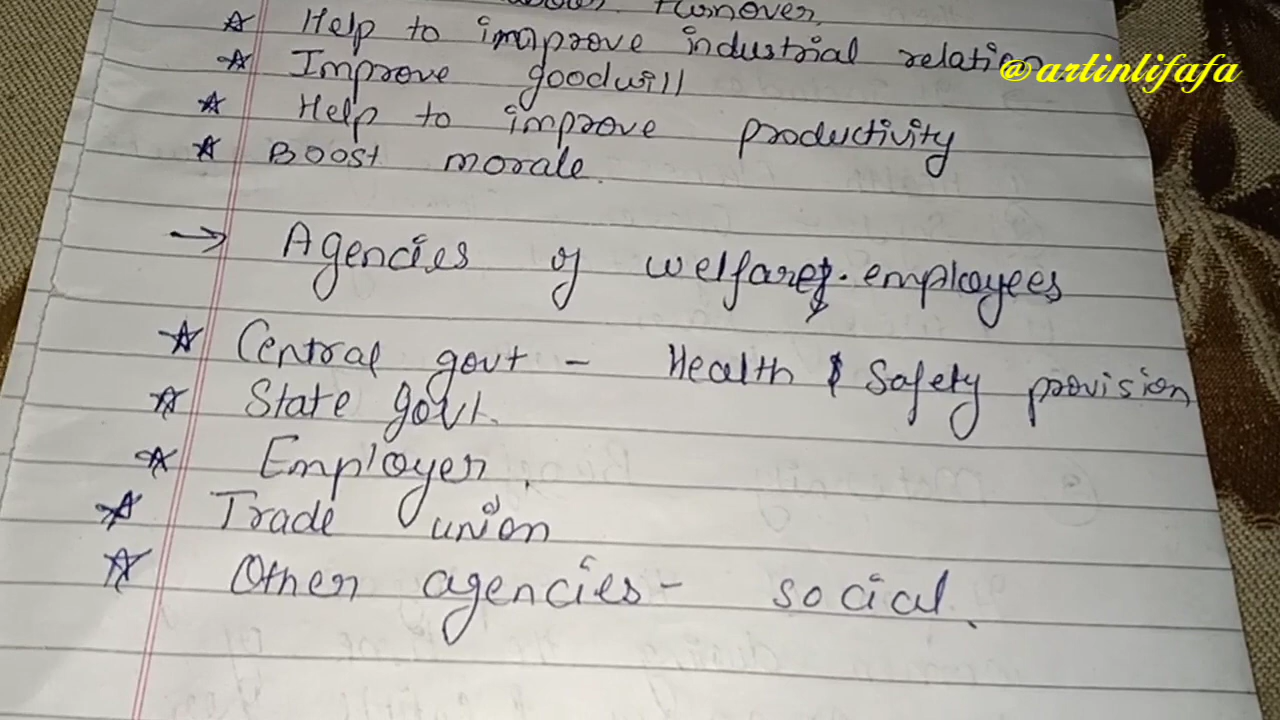 turnover
☆ Help to improve industrial relation
@artinlifafa
☆ Improve goodwill
☆ Help to improve productivity
☆ Boost morale.
→ Agencies of welfare. employees
☆ Central govt - Health & Safety provision
☆ State govt.
☆ Employer.
☆ Trade union
☆ Other agencies - social.